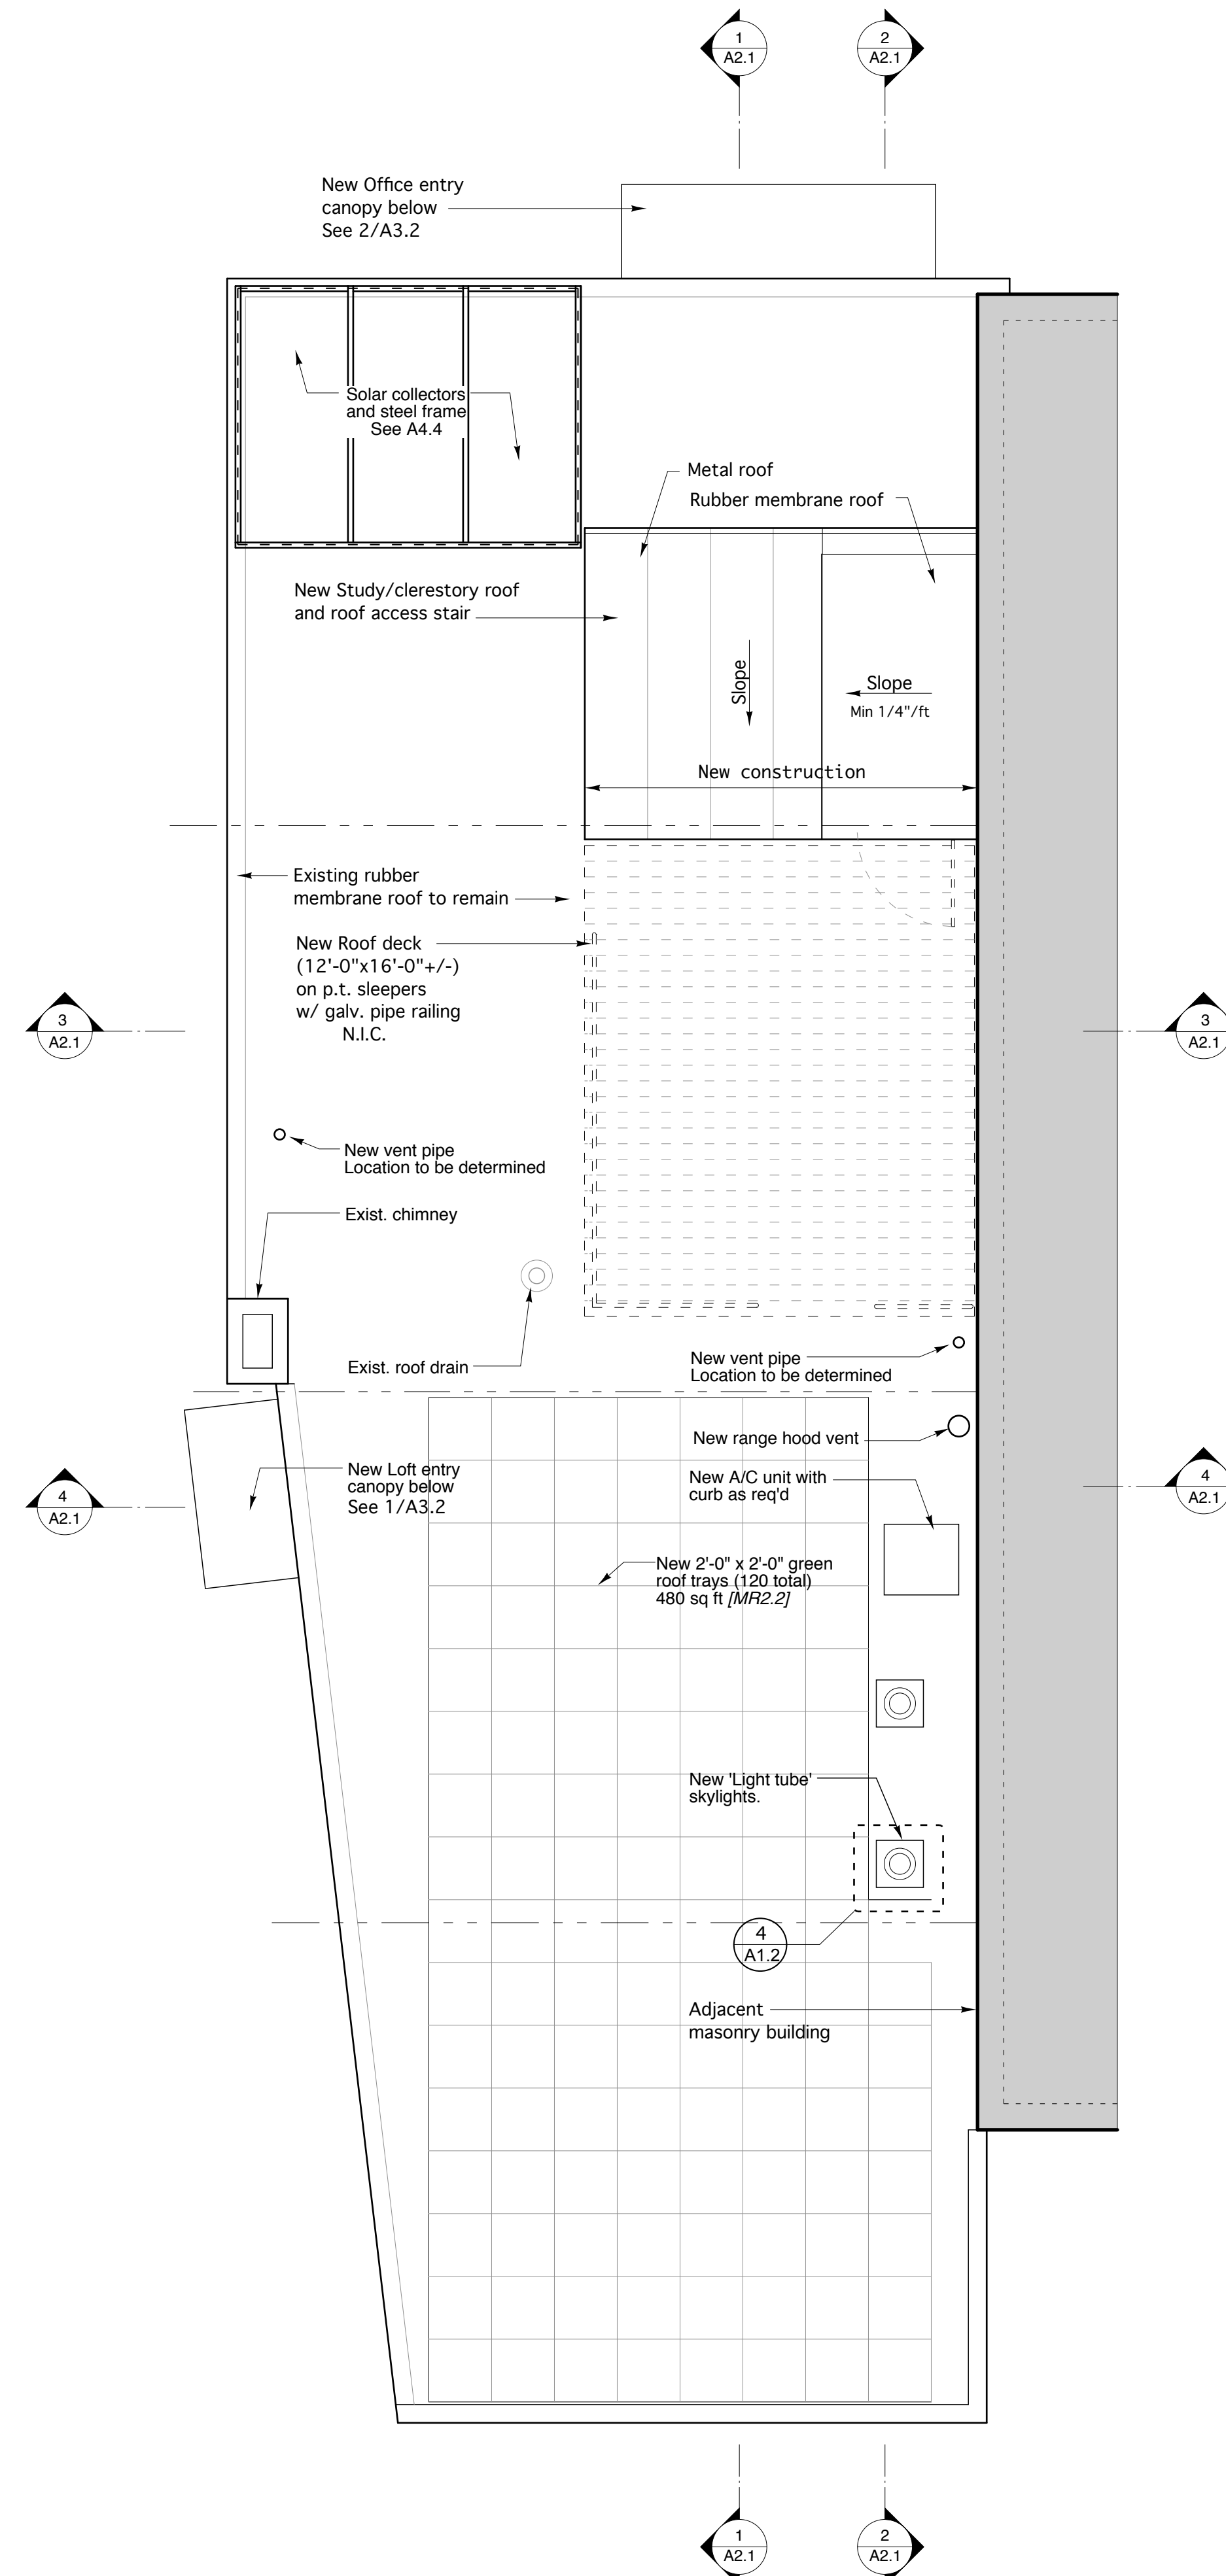 1
A2.1
2
A2.1
New Office entry
canopy below
See 2/A3.2
Solar collectors
and steel frame
See A4.4
Metal roof
Rubber membrane roof
New Study/clerestory roof
and roof access stair
Slope
Slope
Min 1/4"/ft
New construction
Existing rubber
membrane roof to remain
New Roof deck
(12'-0"x16'-0"+/-)
on p.t. sleepers
w/ galv. pipe railing
N.I.C.
3
A2.1
3
A2.1
New vent pipe
Location to be determined
Exist. chimney
Exist. roof drain
New vent pipe
Location to be determined
New range hood vent
New Loft entry
canopy below
See 1/A3.2
New A/C unit with
curb as req'd
4
A2.1
4
A2.1
New 2'-0" x 2'-0" green
roof trays (120 total)
480 sq ft [MR2.2]
New 'Light tube'
skylights.
4
A1.2
Adjacent
masonry building
1
A2.1
2
A2.1